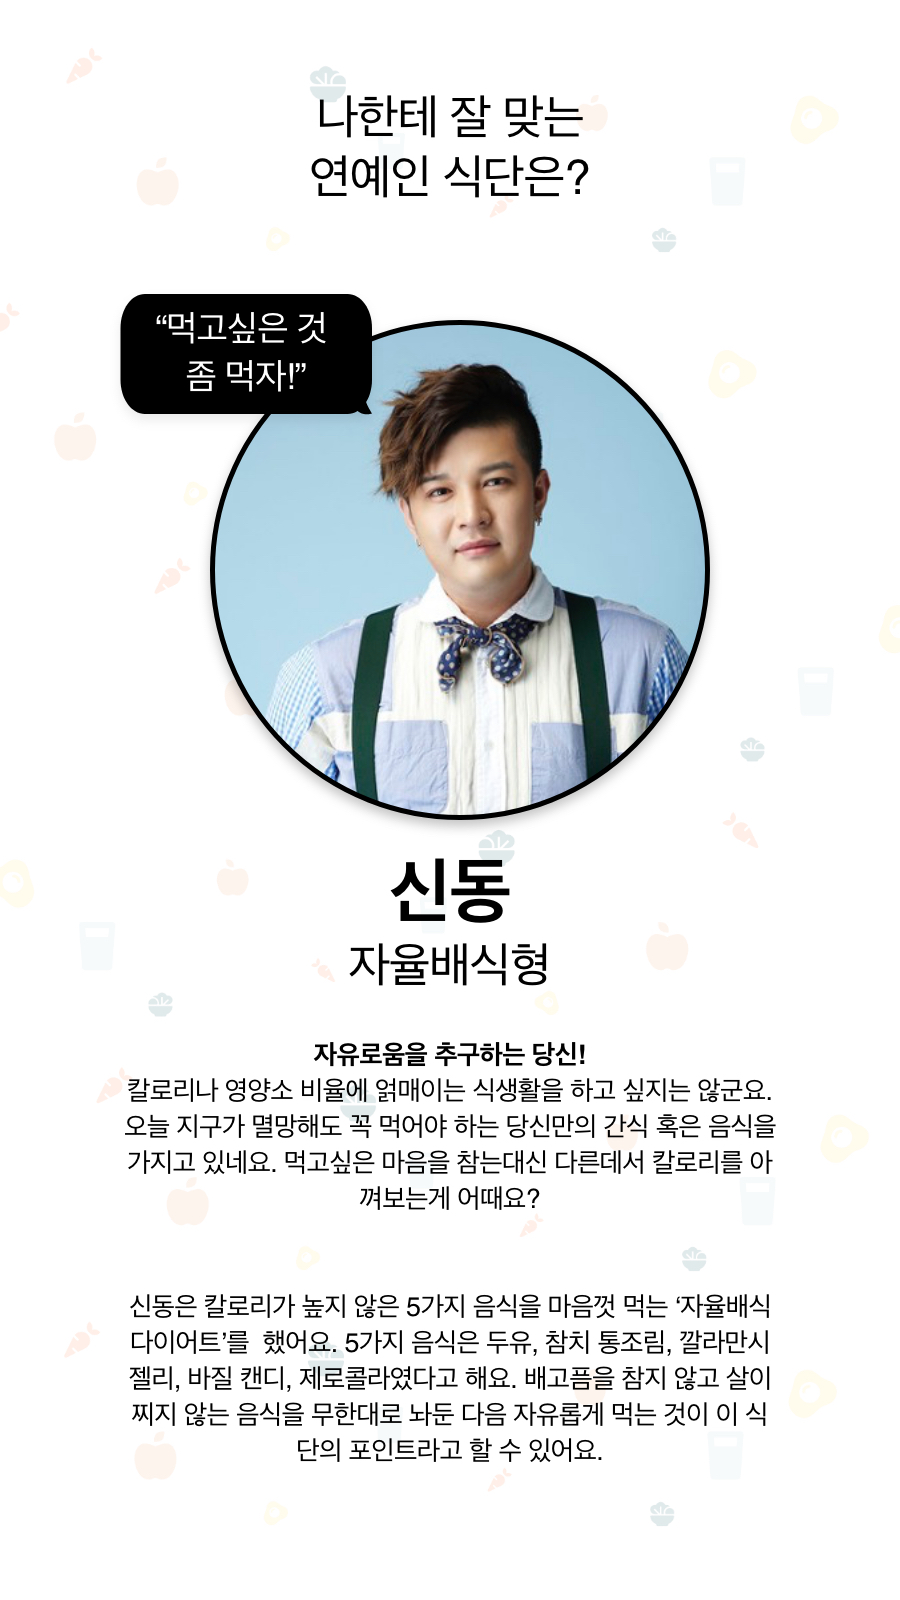 나한테 잘 맞는
연예인 식단은?
“먹고싶은 것
좀 먹자!”
신동
자율배식형
자유로움을 추구하는 당신!
칼로리나 영양소 비율에 얽매이는 식생활을 하고 싶지는 않군요.
오늘 지구가 멸망해도 꼭 먹어야 하는 당신만의 간식 혹은 음식을
가지고 있네요. 먹고싶은 마음을 참는대신 다른데서 칼로리를 아
껴보는게 어때요?
신동은 칼로리가 높지 않은 5가지 음식을 마음껏 먹는 ‘자율배식
다이어트’를 했어요. 5가지 음식은 두유, 참치 통조림, 깔라만시
젤리, 바질 캔디, 제로콜라였다고 해요. 배고픔을 참지 않고 살이
찌지 않는 음식을 무한대로 놔둔 다음 자유롭게 먹는 것이 이 식
단의 포인트라고 할 수 있어요.